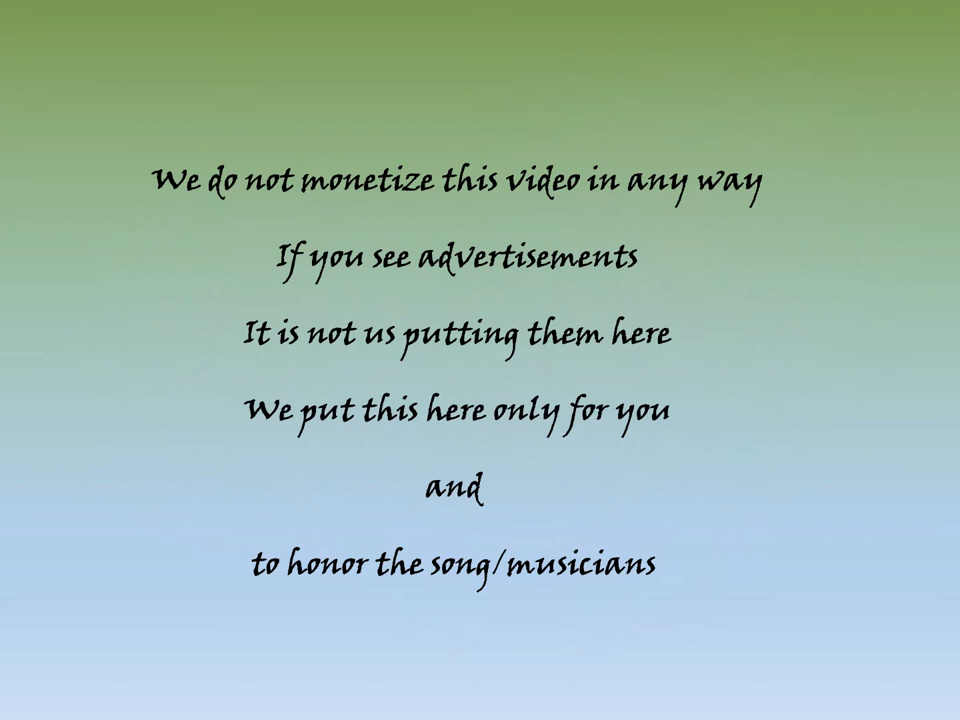 We do not monetize this video in any way
If you see advertisements
It is not us putting them here
We put this here only for you
and
to honor the song/musicians